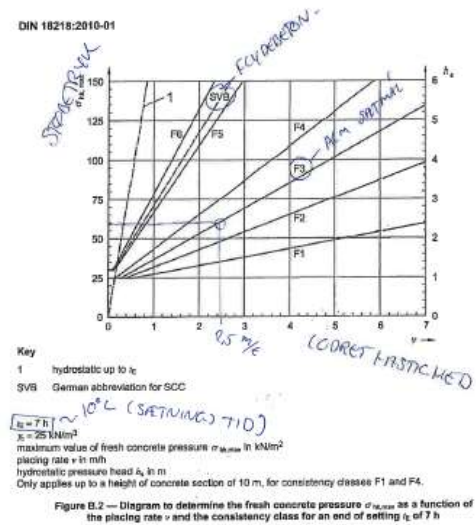 DIN 18218:2010-01
FLYDEBETON
STØBETRYK
150
125
100
75
50
25
0
1
SVB
F6
F5
F4
F3
F2
F1
6
5
4
3
2
1
0
0 1 2 3 4 5 6 7
v
2,5 m/t
Key
1 hydrostatic up to tE
SVB German abbreviation for SCC
tE = 7 h ~ 10°C (SÆTNINGSTID)
γc = 25 kN/m³
maximum value of fresh concrete pressure σhk,max in kN/m²
placing rate v in m/h
hydrostatic pressure head hs in m
Only applies up to a height of concrete section of 10 m, for consistency classes F1 and F4.
Figure B.2 — Diagram to determine the fresh concrete pressure σhk,max as a function of
the placing rate v and the consistency class for an end of setting tE of 7 h